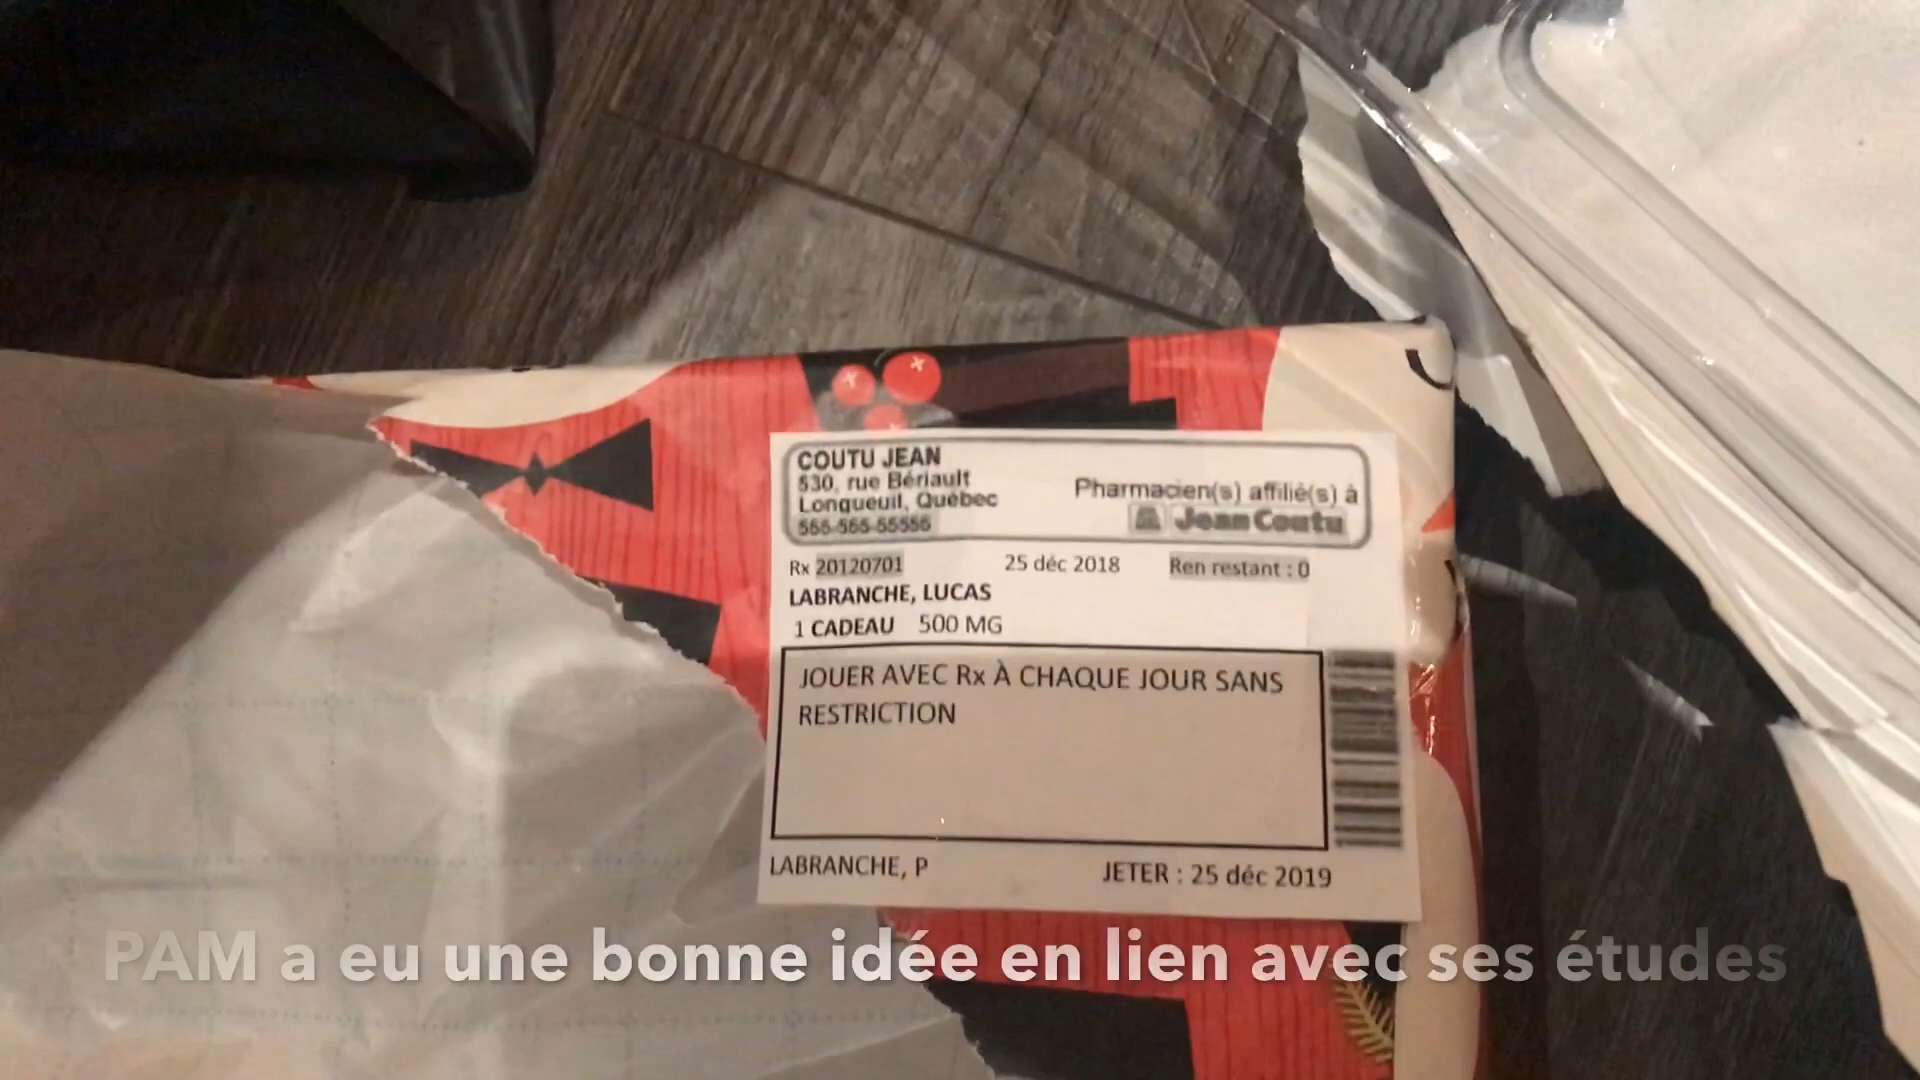 COUTU JEAN
530, rue Bériault
Longueuil, Québec
555-565-55555
Pharmacien(s) affilié(s) à
Jean Coutu
Rx 20120701 25 déc 2018 Ren restant : 0
LABRANCHE, LUCAS
1 CADEAU 500 MG
JOUER AVEC Rx À CHAQUE JOUR SANS
RESTRICTION
LABRANCHE, P JETER : 25 déc 2019
PAM a eu une bonne idée en lien avec ses études